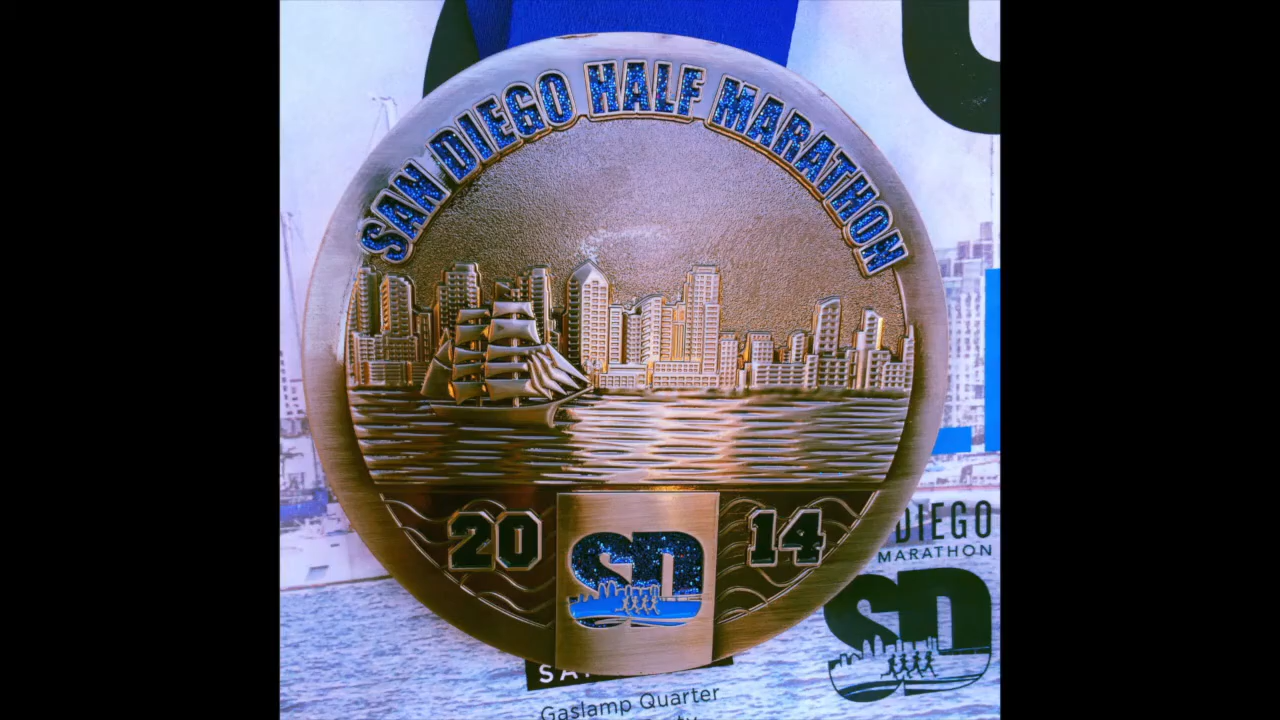 SAN DIEGO HALF MARATHON
20 14
SD
DIEGO
MARATHON
SD
Gaslamp Quarter